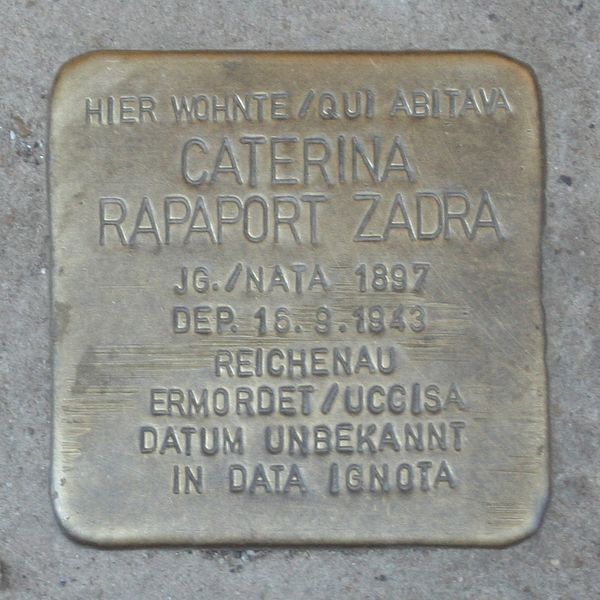 HIER WOHNTE/QUI ABITAVA
CATERINA
RAPAPORT ZADRA
JG./NATA 1897
DEP. 16.9.1943
REICHENAU
ERMORDET/UCCISA
DATUM UNBEKANNT
IN DATA IGNOTA